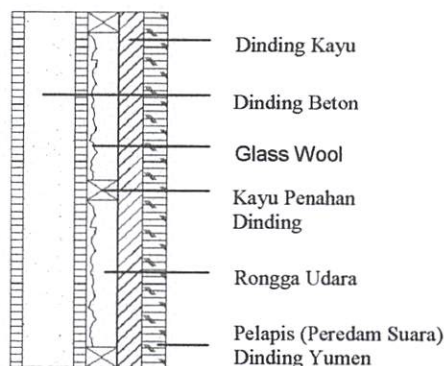 Dinding Kayu
Dinding Beton
Glass Wool
Kayu Penahan
Dinding
Rongga Udara
Pelapis (Peredam Suara)
Dinding Yumen